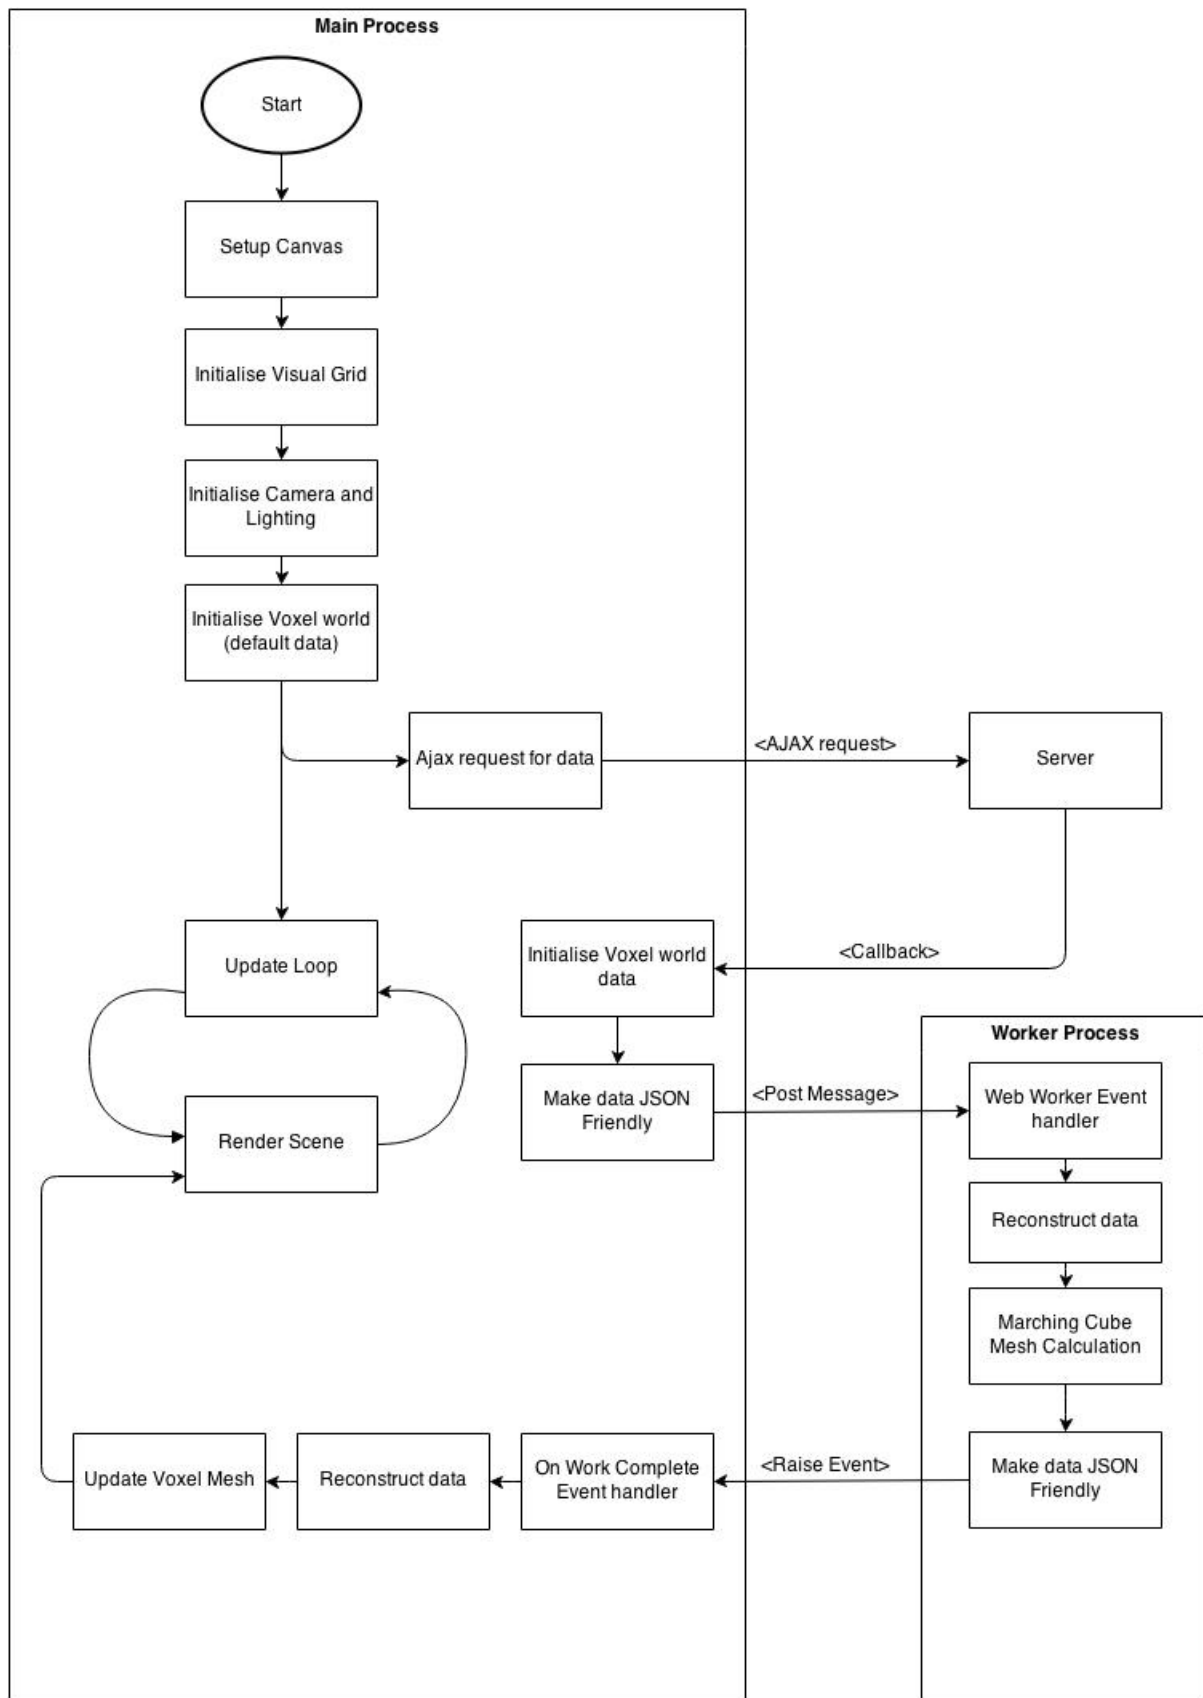 Main Process
Start
Setup Canvas
Initialise Visual Grid
Initialise Camera and
Lighting
Initialise Voxel world
(default data)
Ajax request for data
<AJAX request>
Server
Update Loop
Initialise Voxel world
data
<Callback>
Worker Process
Render Scene
Make data JSON
Friendly
<Post Message>
Web Worker Event
handler
Reconstruct data
Marching Cube
Mesh Calculation
Update Voxel Mesh
Reconstruct data
On Work Complete
Event handler
<Raise Event>
Make data JSON
Friendly